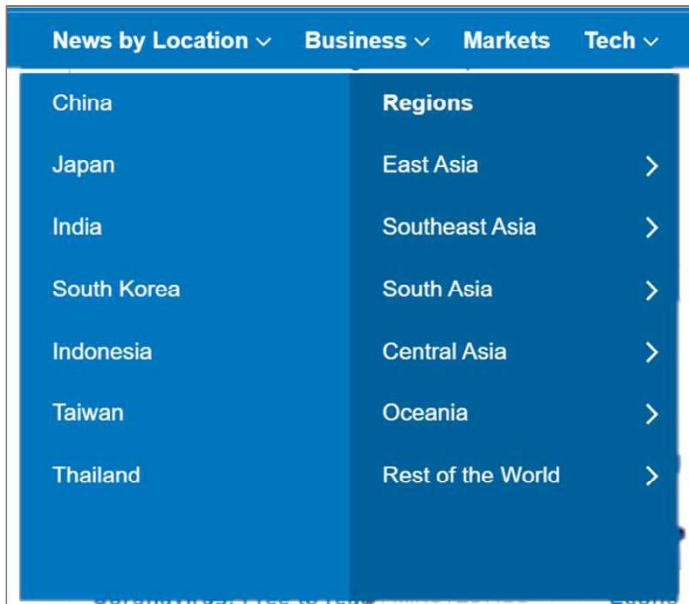 News by Location Business Markets Tech
China
Japan
India
South Korea
Indonesia
Taiwan
Thailand
Regions
East Asia
Southeast Asia
South Asia
Central Asia
Oceania
Rest of the World